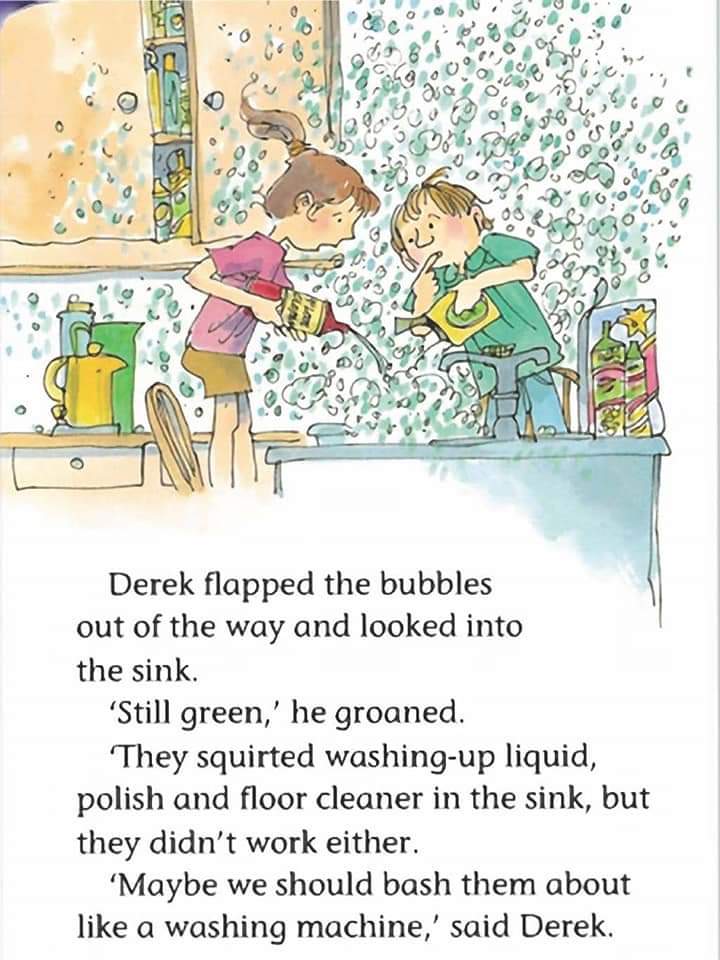 Derek flapped the bubbles
out of the way and looked into
the sink.
‘Still green,’ he groaned.
‘They squirted washing-up liquid,
polish and floor cleaner in the sink, but
they didn’t work either.
‘Maybe we should bash them about
like a washing machine,’ said Derek.